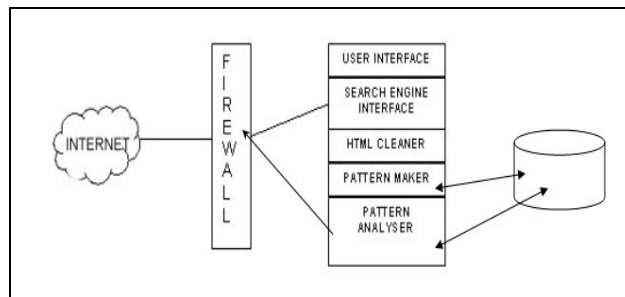 INTERNET
F
I
R
E
W
A
L
L
USER INTERFACE
SEARCH ENGINE
INTERFACE
HTML CLEANER
PATTERN MAKER
PATTERN
ANALYSER